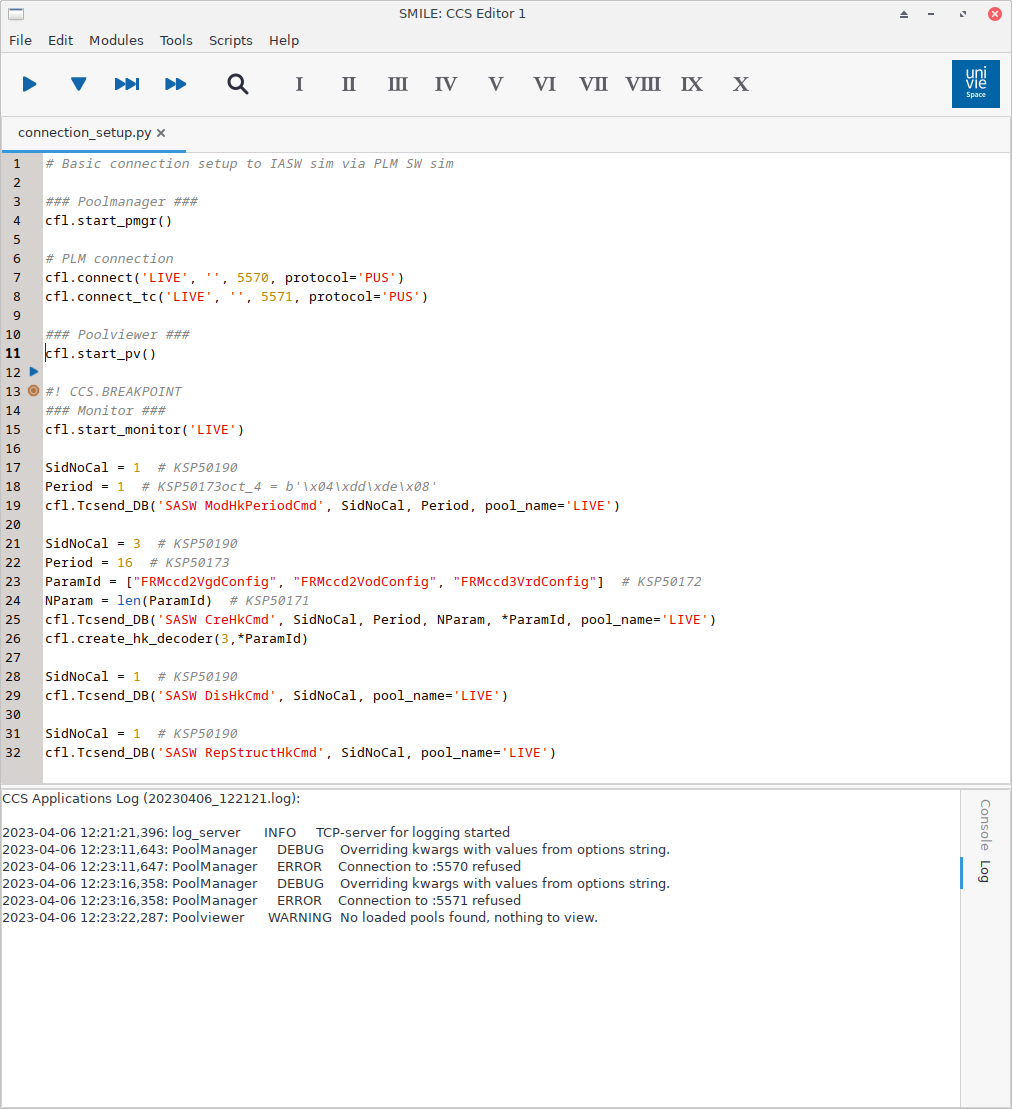 SMILE: CCS Editor 1
File Edit Modules Tools Scripts Help
I II III IV V VI VII VIII IX X
uni
vie
Space
connection_setup.py
1 # Basic connection setup to IASW sim via PLM SW sim
2
3 ### Poolmanager ###
4 cfl.start_pmgr()
5
6 # PLM connection
7 cfl.connect('LIVE', '', 5570, protocol='PUS')
8 cfl.connect_tc('LIVE', '', 5571, protocol='PUS')
9
10 ### Poolviewer ###
11 cfl.start_pv()
12
13 #! CCS.BREAKPOINT
14 ### Monitor ###
15 cfl.start_monitor('LIVE')
16
17 SidNoCal = 1  # KSP50190
18 Period = 1  # KSP50173oct_4 = b'\x04\xdd\xde\x08'
19 cfl.Tcsend_DB('SASW ModHkPeriodCmd', SidNoCal, Period, pool_name='LIVE')
20
21 SidNoCal = 3  # KSP50190
22 Period = 16  # KSP50173
23 ParamId = ["FRMccd2VgdConfig", "FRMccd2VodConfig", "FRMccd3VrdConfig"]  # KSP50172
24 NParam = len(ParamId)  # KSP50171
25 cfl.Tcsend_DB('SASW CreHkCmd', SidNoCal, Period, NParam, *ParamId, pool_name='LIVE')
26 cfl.create_hk_decoder(3,*ParamId)
27
28 SidNoCal = 1  # KSP50190
29 cfl.Tcsend_DB('SASW DisHkCmd', SidNoCal, pool_name='LIVE')
30
31 SidNoCal = 1  # KSP50190
32 cfl.Tcsend_DB('SASW RepStructHkCmd', SidNoCal, pool_name='LIVE')
CCS Applications Log (20230406_122121.log):
2023-04-06 12:21:21,396: log_server INFO TCP-server for logging started
2023-04-06 12:23:11,643: PoolManager DEBUG Overriding kwargs with values from options string.
2023-04-06 12:23:11,647: PoolManager ERROR Connection to :5570 refused
2023-04-06 12:23:16,358: PoolManager DEBUG Overriding kwargs with values from options string.
2023-04-06 12:23:16,358: PoolManager ERROR Connection to :5571 refused
2023-04-06 12:23:22,287: Poolviewer WARNING No loaded pools found, nothing to view.
Console
Log